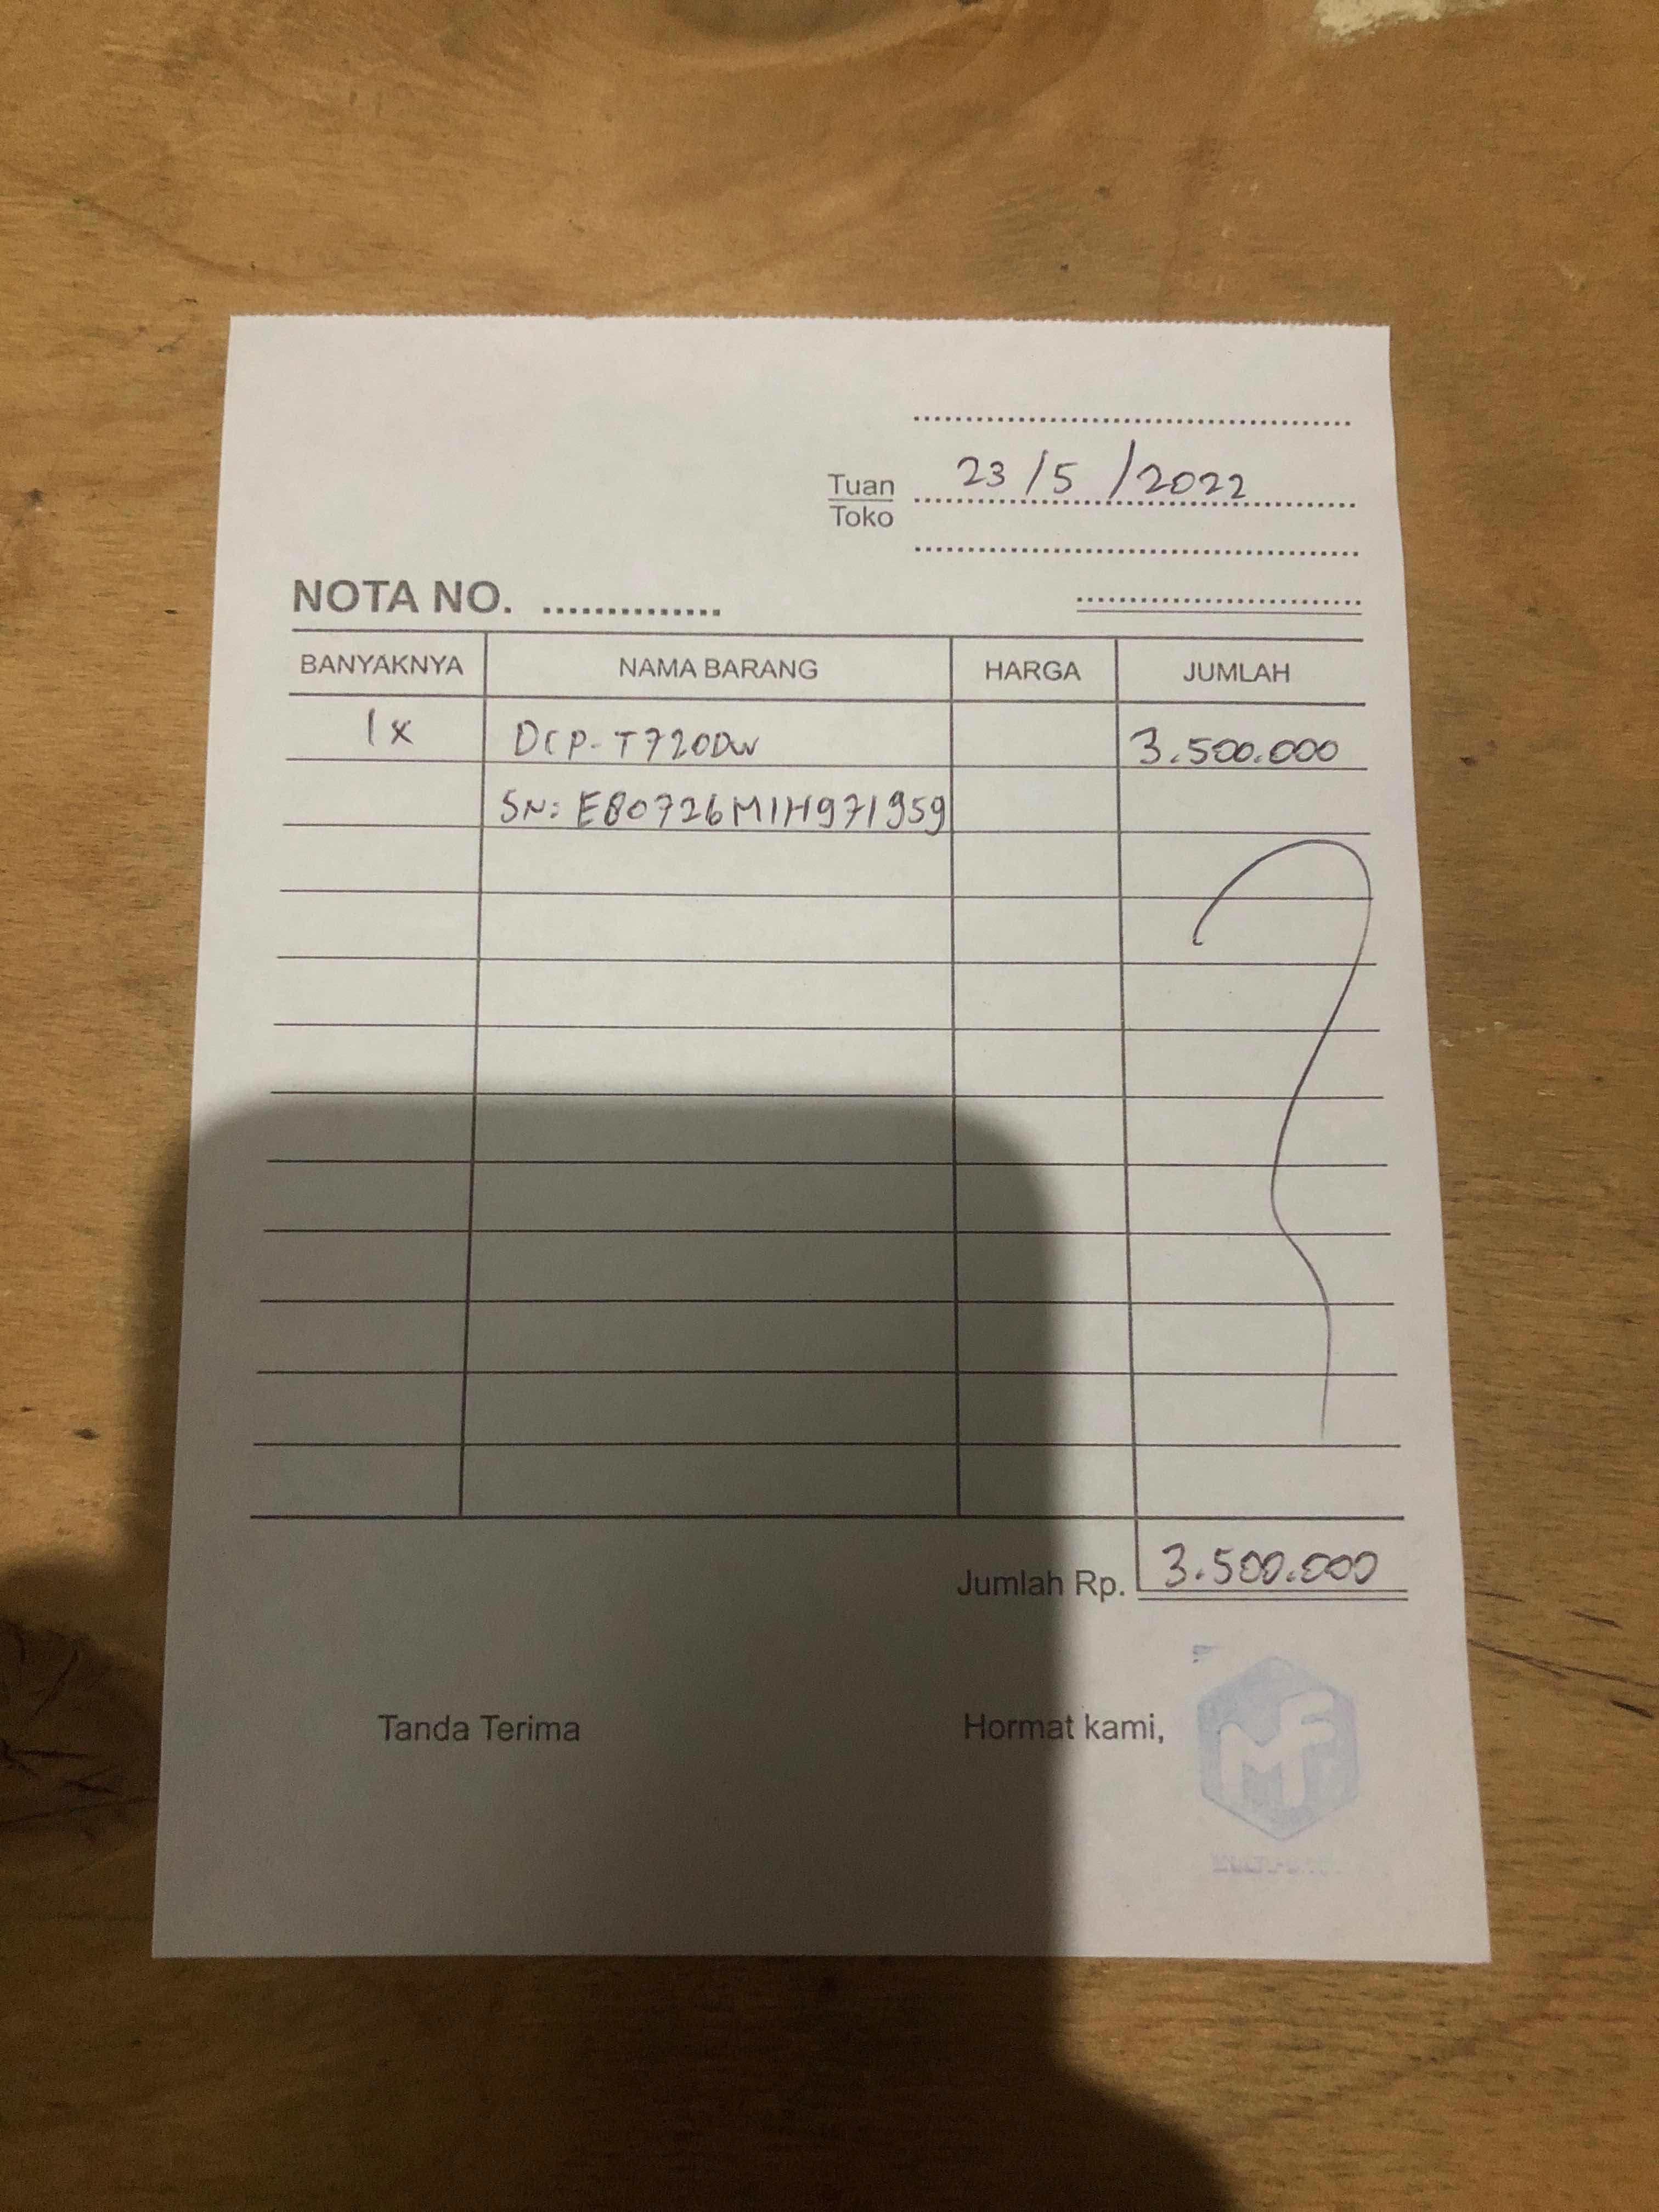 23/5/2022
Tuan
Toko
NOTA NO. ..............
BANYAKNYA NAMA BARANG HARGA JUMLAH
1x DCP-T720DW 3.500.000
SN: E80726M1H971959
Jumlah Rp. 3.500.000
Tanda Terima Hormat kami,
MF